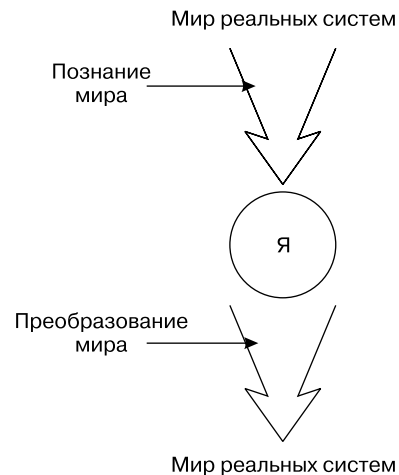 Мир реальных систем
Познание
мира
Я
Преобразование
мира
Мир реальных систем